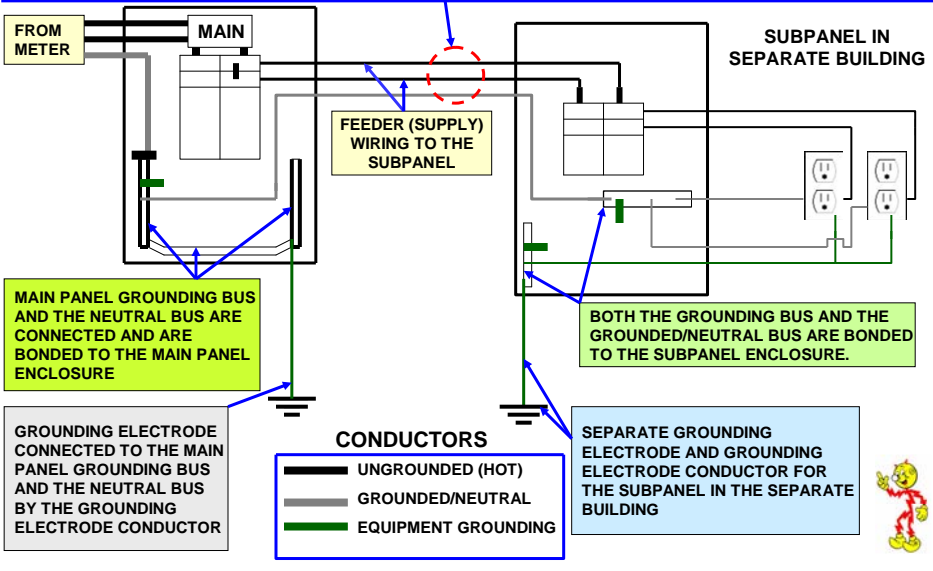 FROM
METER
MAIN
SUBPANEL IN
SEPARATE BUILDING
FEEDER (SUPPLY)
WIRING TO THE
SUBPANEL
MAIN PANEL GROUNDING BUS
AND THE NEUTRAL BUS ARE
CONNECTED AND ARE
BONDED TO THE MAIN PANEL
ENCLOSURE
BOTH THE GROUNDING BUS AND THE
GROUNDED/NEUTRAL BUS ARE BONDED
TO THE SUBPANEL ENCLOSURE.
GROUNDING ELECTRODE
CONNECTED TO THE MAIN
PANEL GROUNDING BUS
AND THE NEUTRAL BUS
BY THE GROUNDING
ELECTRODE CONDUCTOR
CONDUCTORS
UNGROUNDED (HOT)
GROUNDED/NEUTRAL
EQUIPMENT GROUNDING
SEPARATE GROUNDING
ELECTRODE AND GROUNDING
ELECTRODE CONDUCTOR FOR
THE SUBPANEL IN THE SEPARATE
BUILDING